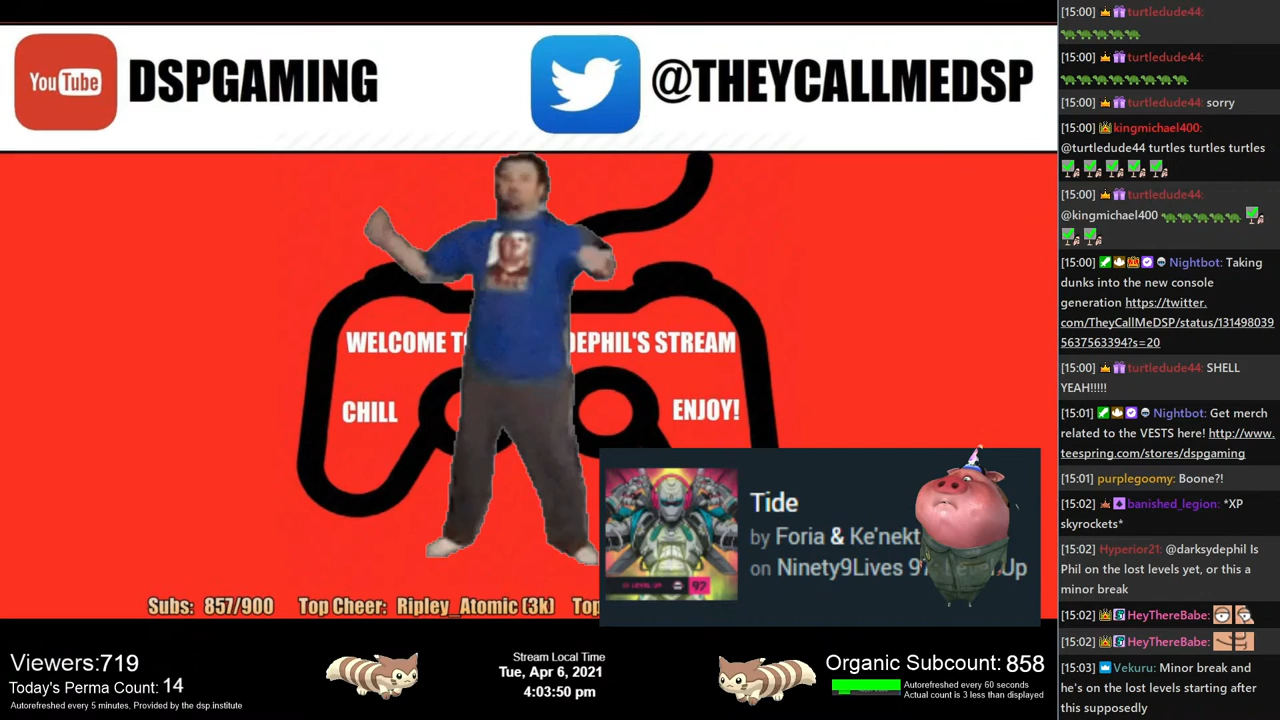 YouTube DSPGAMING
@THEYCALLMEDSP
WELCOME T
DEPHIL'S STREAM
CHILL
ENJOY!
Tide
by Foria & Ke'nekt
on Ninety9Lives 9
Up
LEVEL UP
92
Subs: 857/900 Top Cheer: Ripley_Atomic (3k) Top
Viewers:719
Today's Perma Count: 14
Autorefreshed every 5 minutes. Provided by the dsp.institute
Stream Local Time
Tue, Apr 6, 2021
4:03:50 pm
Organic Subcount: 858
Autorefreshed every 60 seconds
Actual count is 3 less than displayed
[15:00] turtledude44:
[15:00] turtledude44:
[15:00] turtledude44: sorry
[15:00] kingmichael400:
@turtledude44 turtles turtles turtles
[15:00] turtledude44:
@kingmichael400
[15:00] Nightbot: Taking
dunks into the new console
generation https://twitter.
com/TheyCallMeDSP/status/131498039
5637563394?s=20
[15:00] turtledude44: SHELL
YEAH!!!!!
[15:01] Nightbot: Get merch
related to the VESTS here! http://www.
teespring.com/stores/dspgaming
[15:01] purplegoomy: Boone?!
[15:02] banished_legion: *XP
skyrockets*
[15:02] Hyperior21: @darksydephil Is
Phil on the lost levels yet, or this a
minor break
[15:02] HeyThereBabe:
[15:02] HeyThereBabe:
[15:03] Vekuru: Minor break and
he's on the lost levels starting after
this supposedly